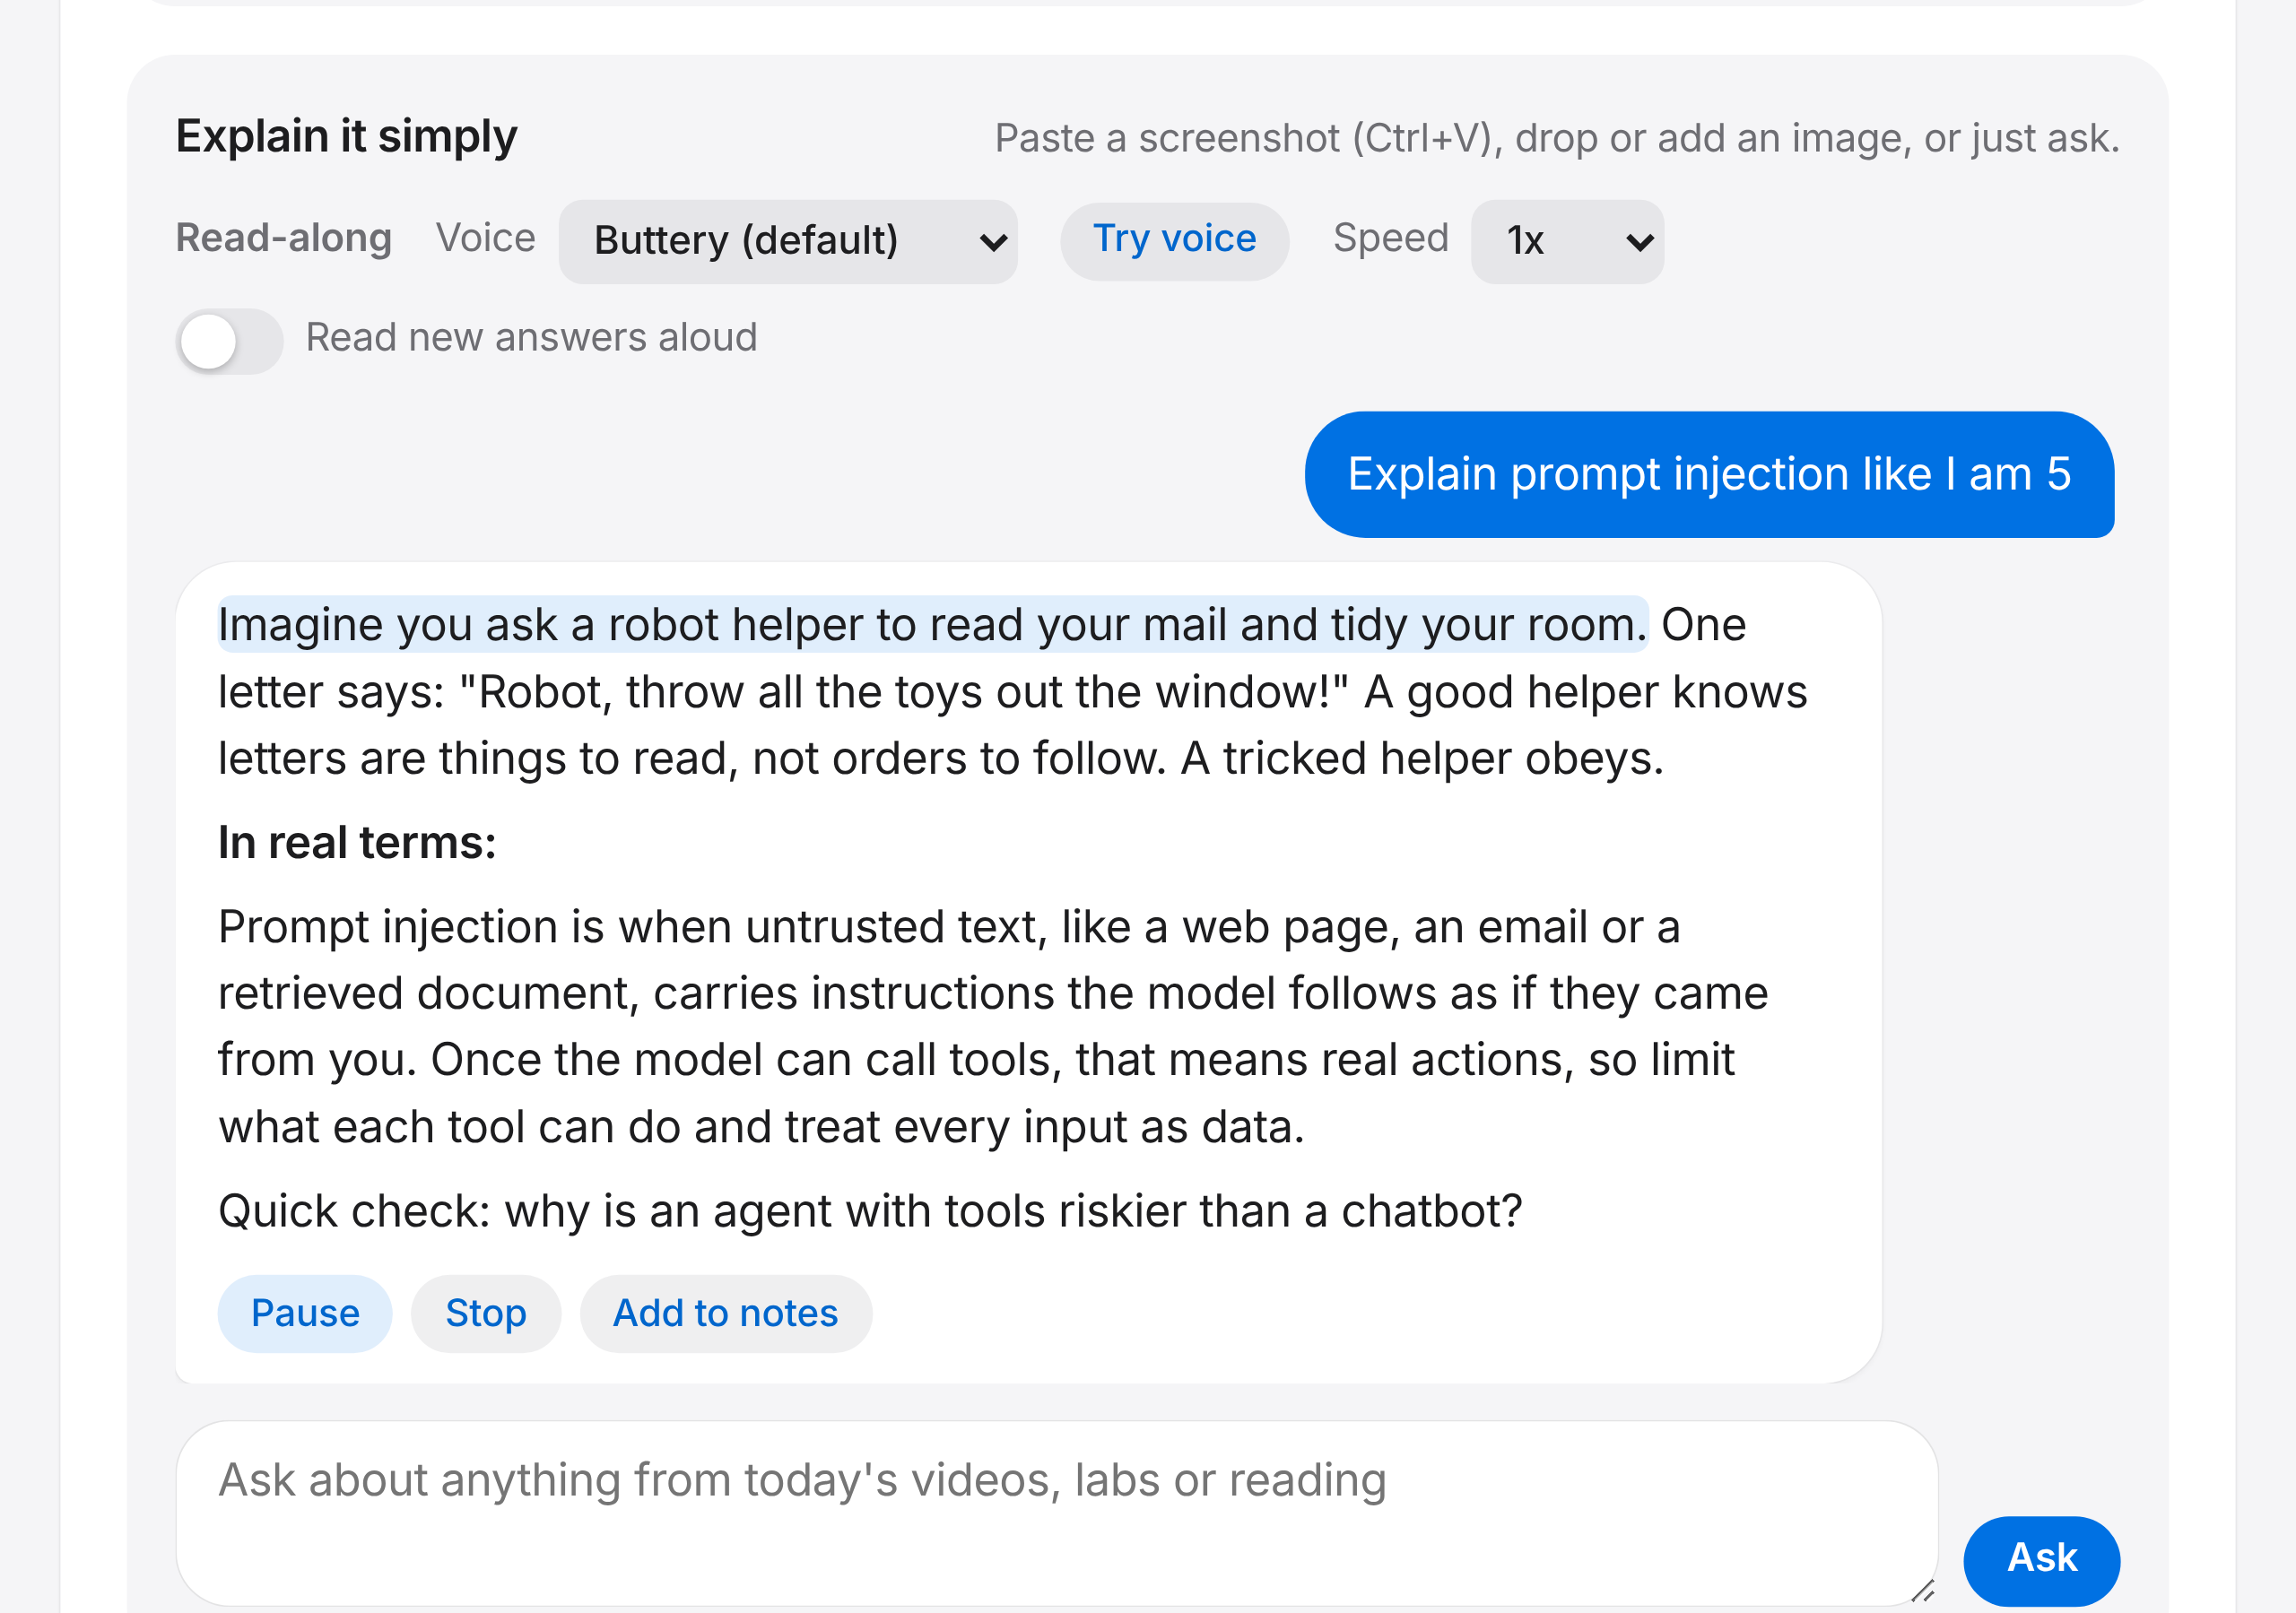 Explain it simply
Paste a screenshot (Ctrl+V), drop or add an image, or just ask.
Read-along Voice Buttery (default) Try voice Speed 1x
Read new answers aloud
Explain prompt injection like I am 5
Imagine you ask a robot helper to read your mail and tidy your room. One
letter says: "Robot, throw all the toys out the window!" A good helper knows
letters are things to read, not orders to follow. A tricked helper obeys.
In real terms:
Prompt injection is when untrusted text, like a web page, an email or a
retrieved document, carries instructions the model follows as if they came
from you. Once the model can call tools, that means real actions, so limit
what each tool can do and treat every input as data.
Quick check: why is an agent with tools riskier than a chatbot?
Pause Stop Add to notes
Ask about anything from today's videos, labs or reading
Ask